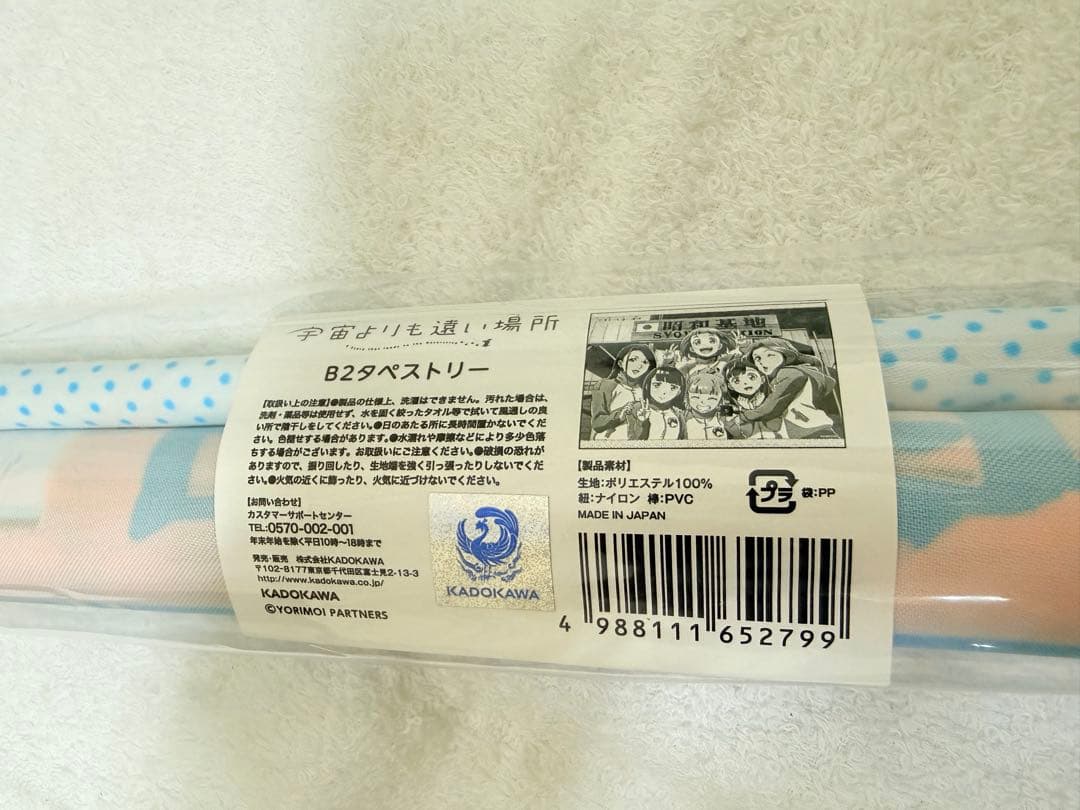 宇宙よりも遠い場所
B2タペストリー
【取扱い上の注意】●製品の仕様上、洗濯はできません。汚れた場合は、
洗剤・薬品等は使用せず、水を固く絞ったタオル等で拭いて風通しの良
い所で陰干しをしてください。●日のあたる所に長時間置かないでくだ
さい。色褪せする場合があります。●水濡れや摩擦などにより多少色落
ちする場合がございます。お取扱いにご注意ください。●破損の恐れが
ありますので、振り回したり、生地端を強く引っ張ったりしないでくだ
さい。●火気の近くに飾ったり、火気に近づけないでください。
【お問い合わせ】
カスタマーサポートセンター
TEL:0570-002-001
年末年始を除く平日10時～18時まで
発売・販売 株式会社KADOKAWA
〒102-8177東京都千代田区富士見2-13-3
http://www.kadokawa.co.jp/
KADOKAWA
©YORIMOI PARTNERS
KADOKAWA
昭和基地
【製品素材】
生地:ポリエステル100%
紐:ナイロン 棒:PVC
MADE IN JAPAN
プラ 袋:PP
4 988111 652799